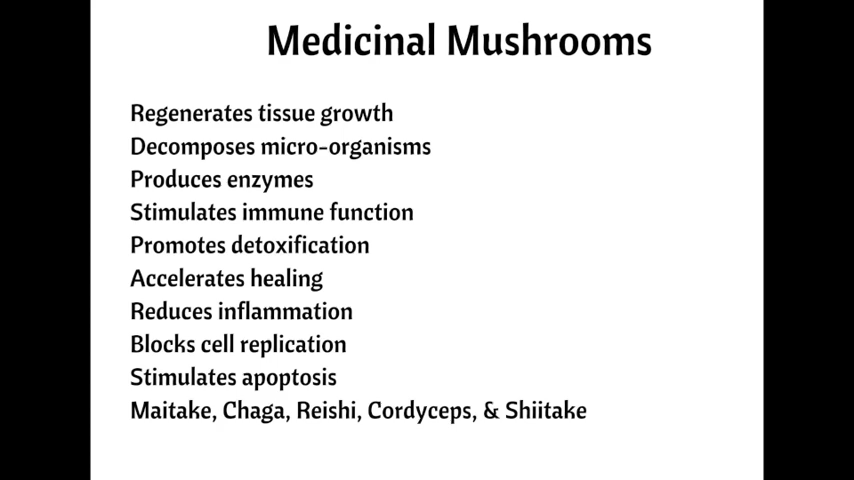 Medicinal Mushrooms
Regenerates tissue growth
Decomposes micro-organisms
Produces enzymes
Stimulates immune function
Promotes detoxification
Accelerates healing
Reduces inflammation
Blocks cell replication
Stimulates apoptosis
Maitake, Chaga, Reishi, Cordyceps, & Shiitake